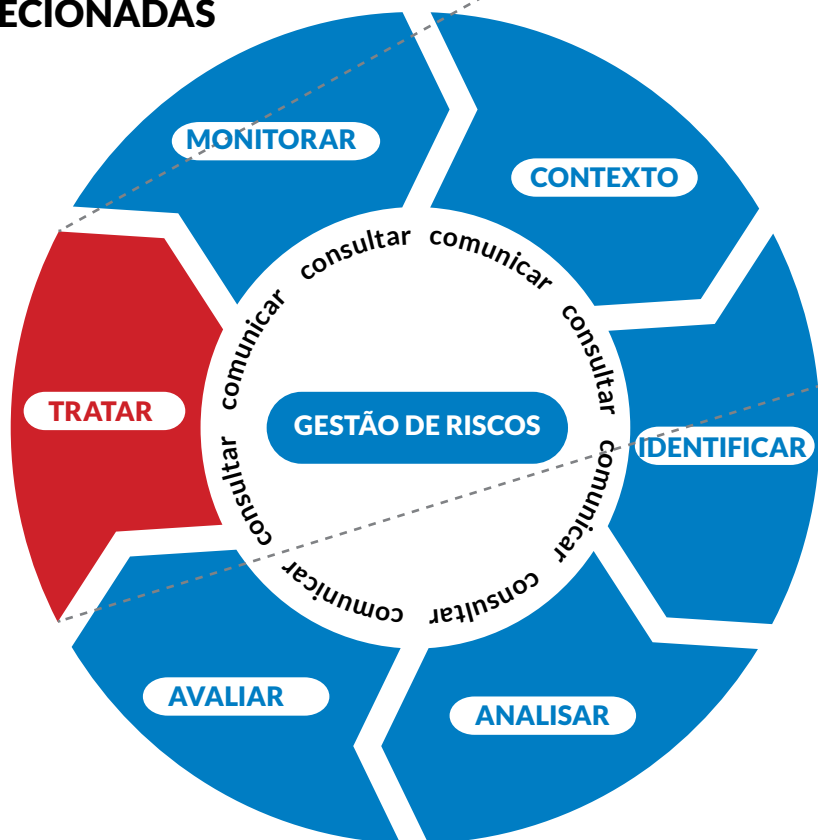 ECIONADAS
MONITORAR
CONTEXTO
consultar
comunicar
comunicar
consultar
TRATAR
GESTÃO DE RISCOS
IDENTIFICAR
consultar
comunicar
comunicar
consultar
AVALIAR
ANALISAR